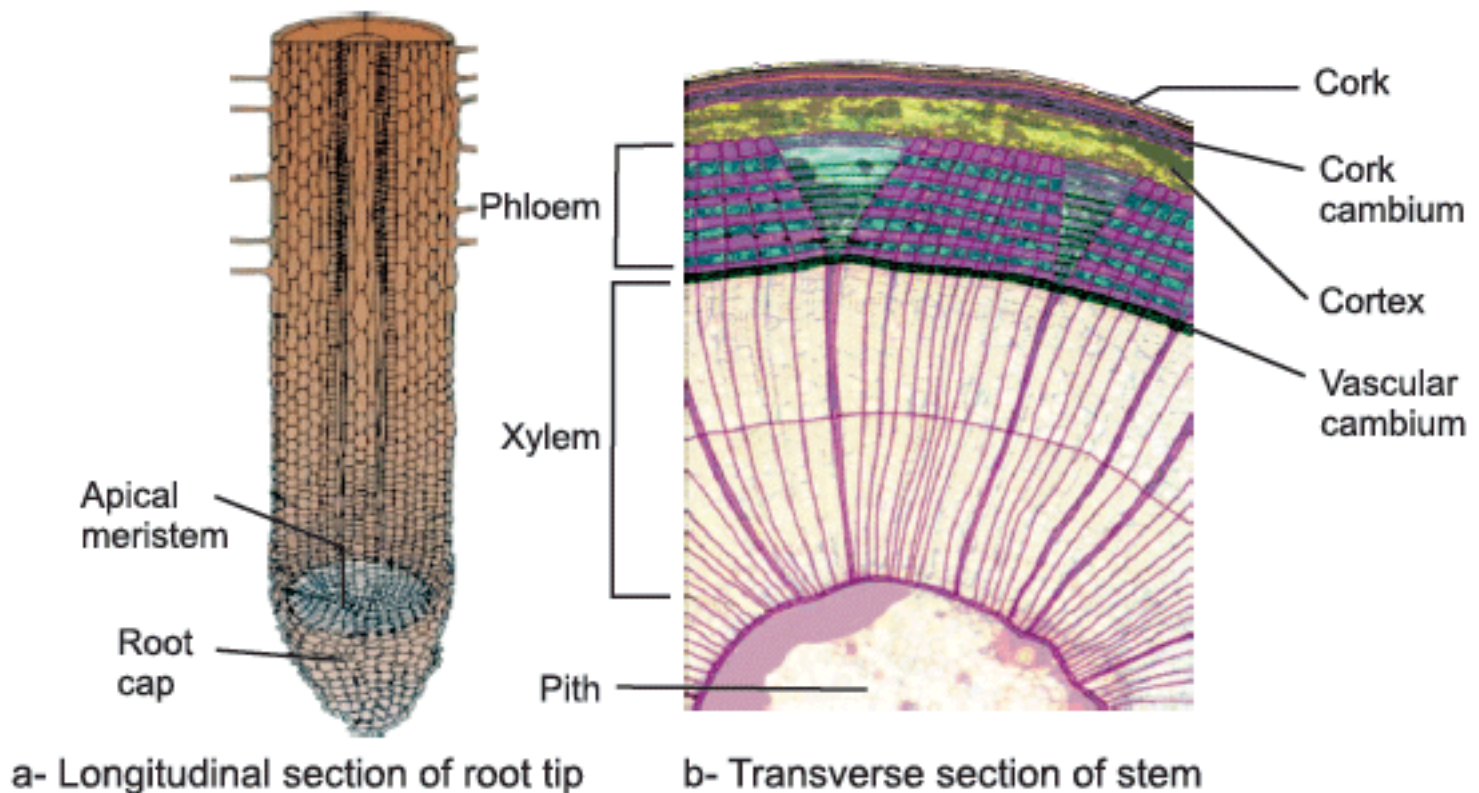 Apical
meristem
Root
cap
a- Longitudinal section of root tip
Phloem
Xylem
Pith
Cork
Cork
cambium
Cortex
Vascular
cambium
b- Transverse section of stem